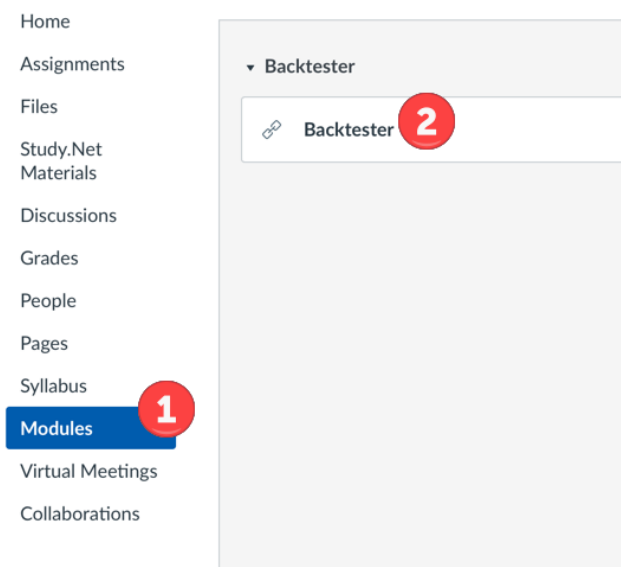 Home
Assignments
Files
Study.Net
Materials
Discussions
Grades
People
Pages
Syllabus
Modules
1
Virtual Meetings
Collaborations
Backtester
Backtester
2